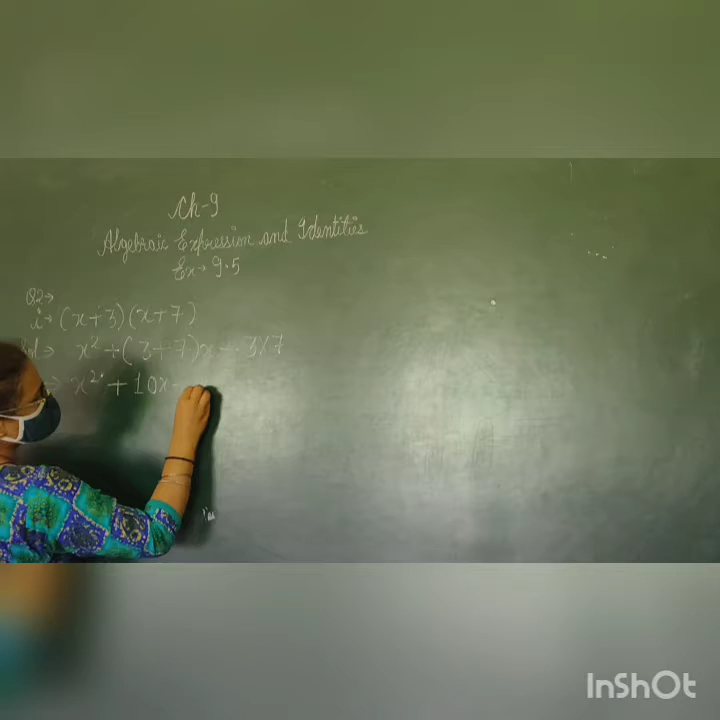 Ch-9
Algebraic Expression and Identities
Ex → 9.5
Q2→
i→ (x+3)(x+7)
Sol→ x² + (3+7)x + 3×7
⇒ x² + 10x
InShOt